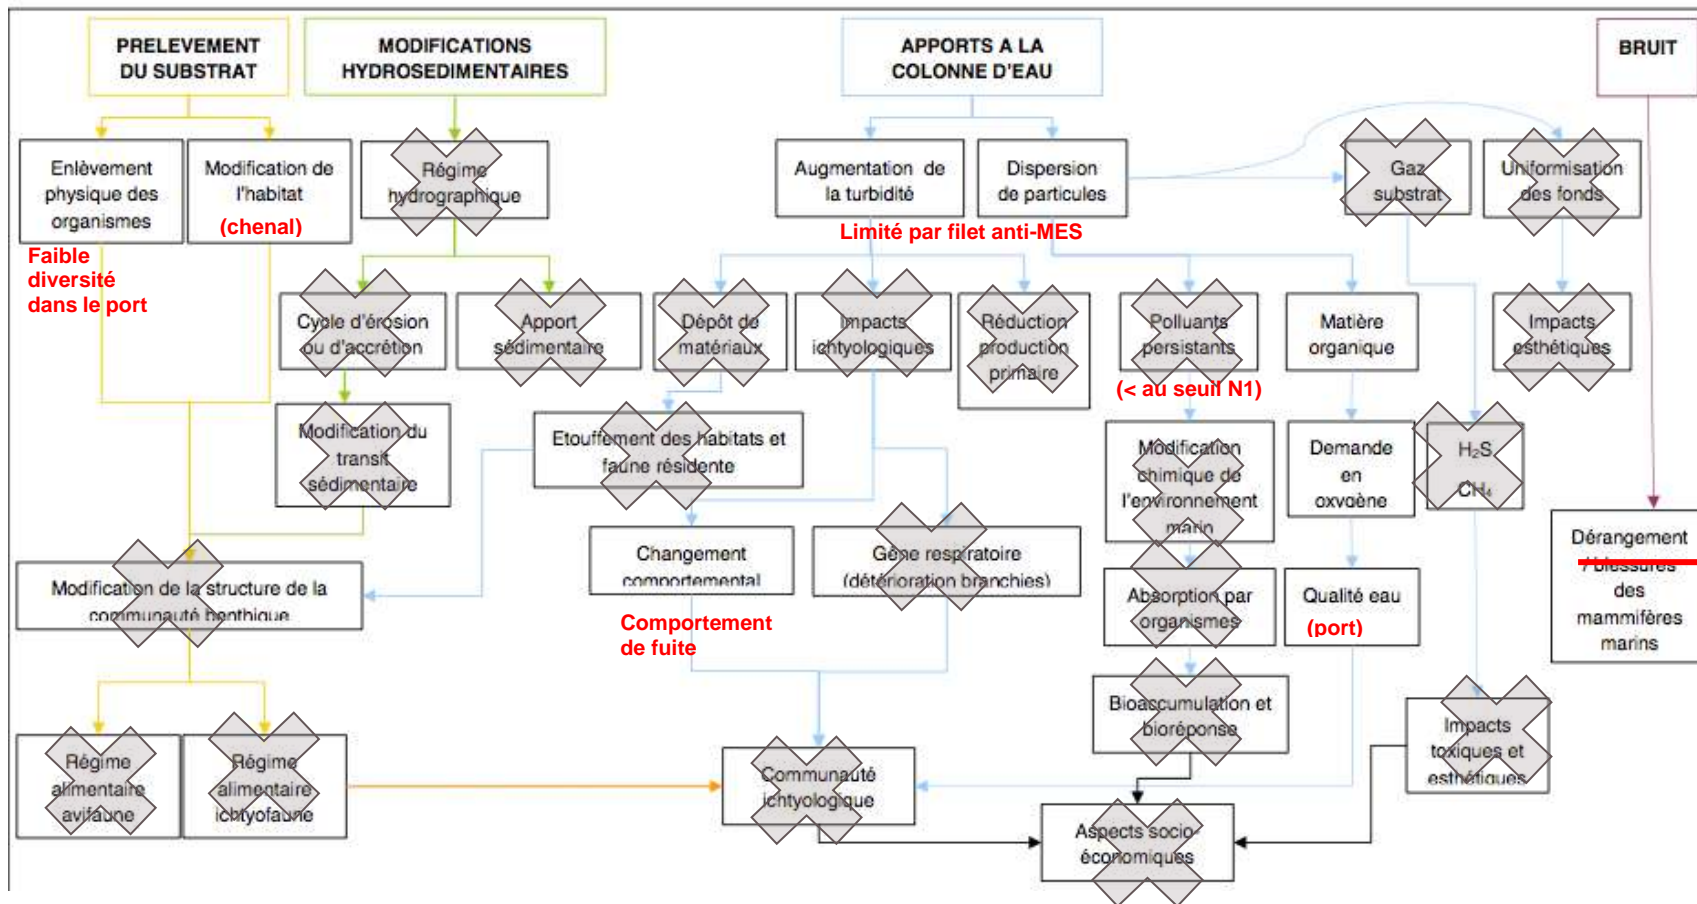 PRELEVEMENT
DU SUBSTRAT
MODIFICATIONS
HYDROSEDIMENTAIRES
APPORTS A LA
COLONNE D'EAU
BRUIT
Enlèvement
physique des
organismes
Modification de
l'habitat
(chenal)
Régime
hydrographique
Augmentation de
la turbidité
Dispersion
de particules
Gaz
substrat
Uniformisation
des fonds
Faible
diversité
dans le port
Limité par filet anti-MES
Cycle d'érosion
ou d'accrétion
Apport
sédimentaire
Dépôt de
matériaux
Impacts
ichtyologiques
Réduction
production
primaire
Polluants
persistants
(< au seuil N1)
Matière
organique
Impacts
esthétiques
Modification du
transit
sédimentaire
Etouffement des habitats et
faune résidente
Modification
chimique de
l'environnement
marin
Demande
en
oxygène
H₂S
CH₄
Changement
comportemental
Gêne respiratoire
(détérioration branchies)
Dérangement
/ blessures
des
mammifères
marins
Modification de la structure de la
communauté benthique
Comportement
de fuite
Absorption par
organismes
Qualité eau
(port)
Bioaccumulation et
bioréponse
Impacts
toxiques et
esthétiques
Régime
alimentaire
avifaune
Régime
alimentaire
ichtyofaune
Communauté
ichtyologique
Aspects socio-
économiques